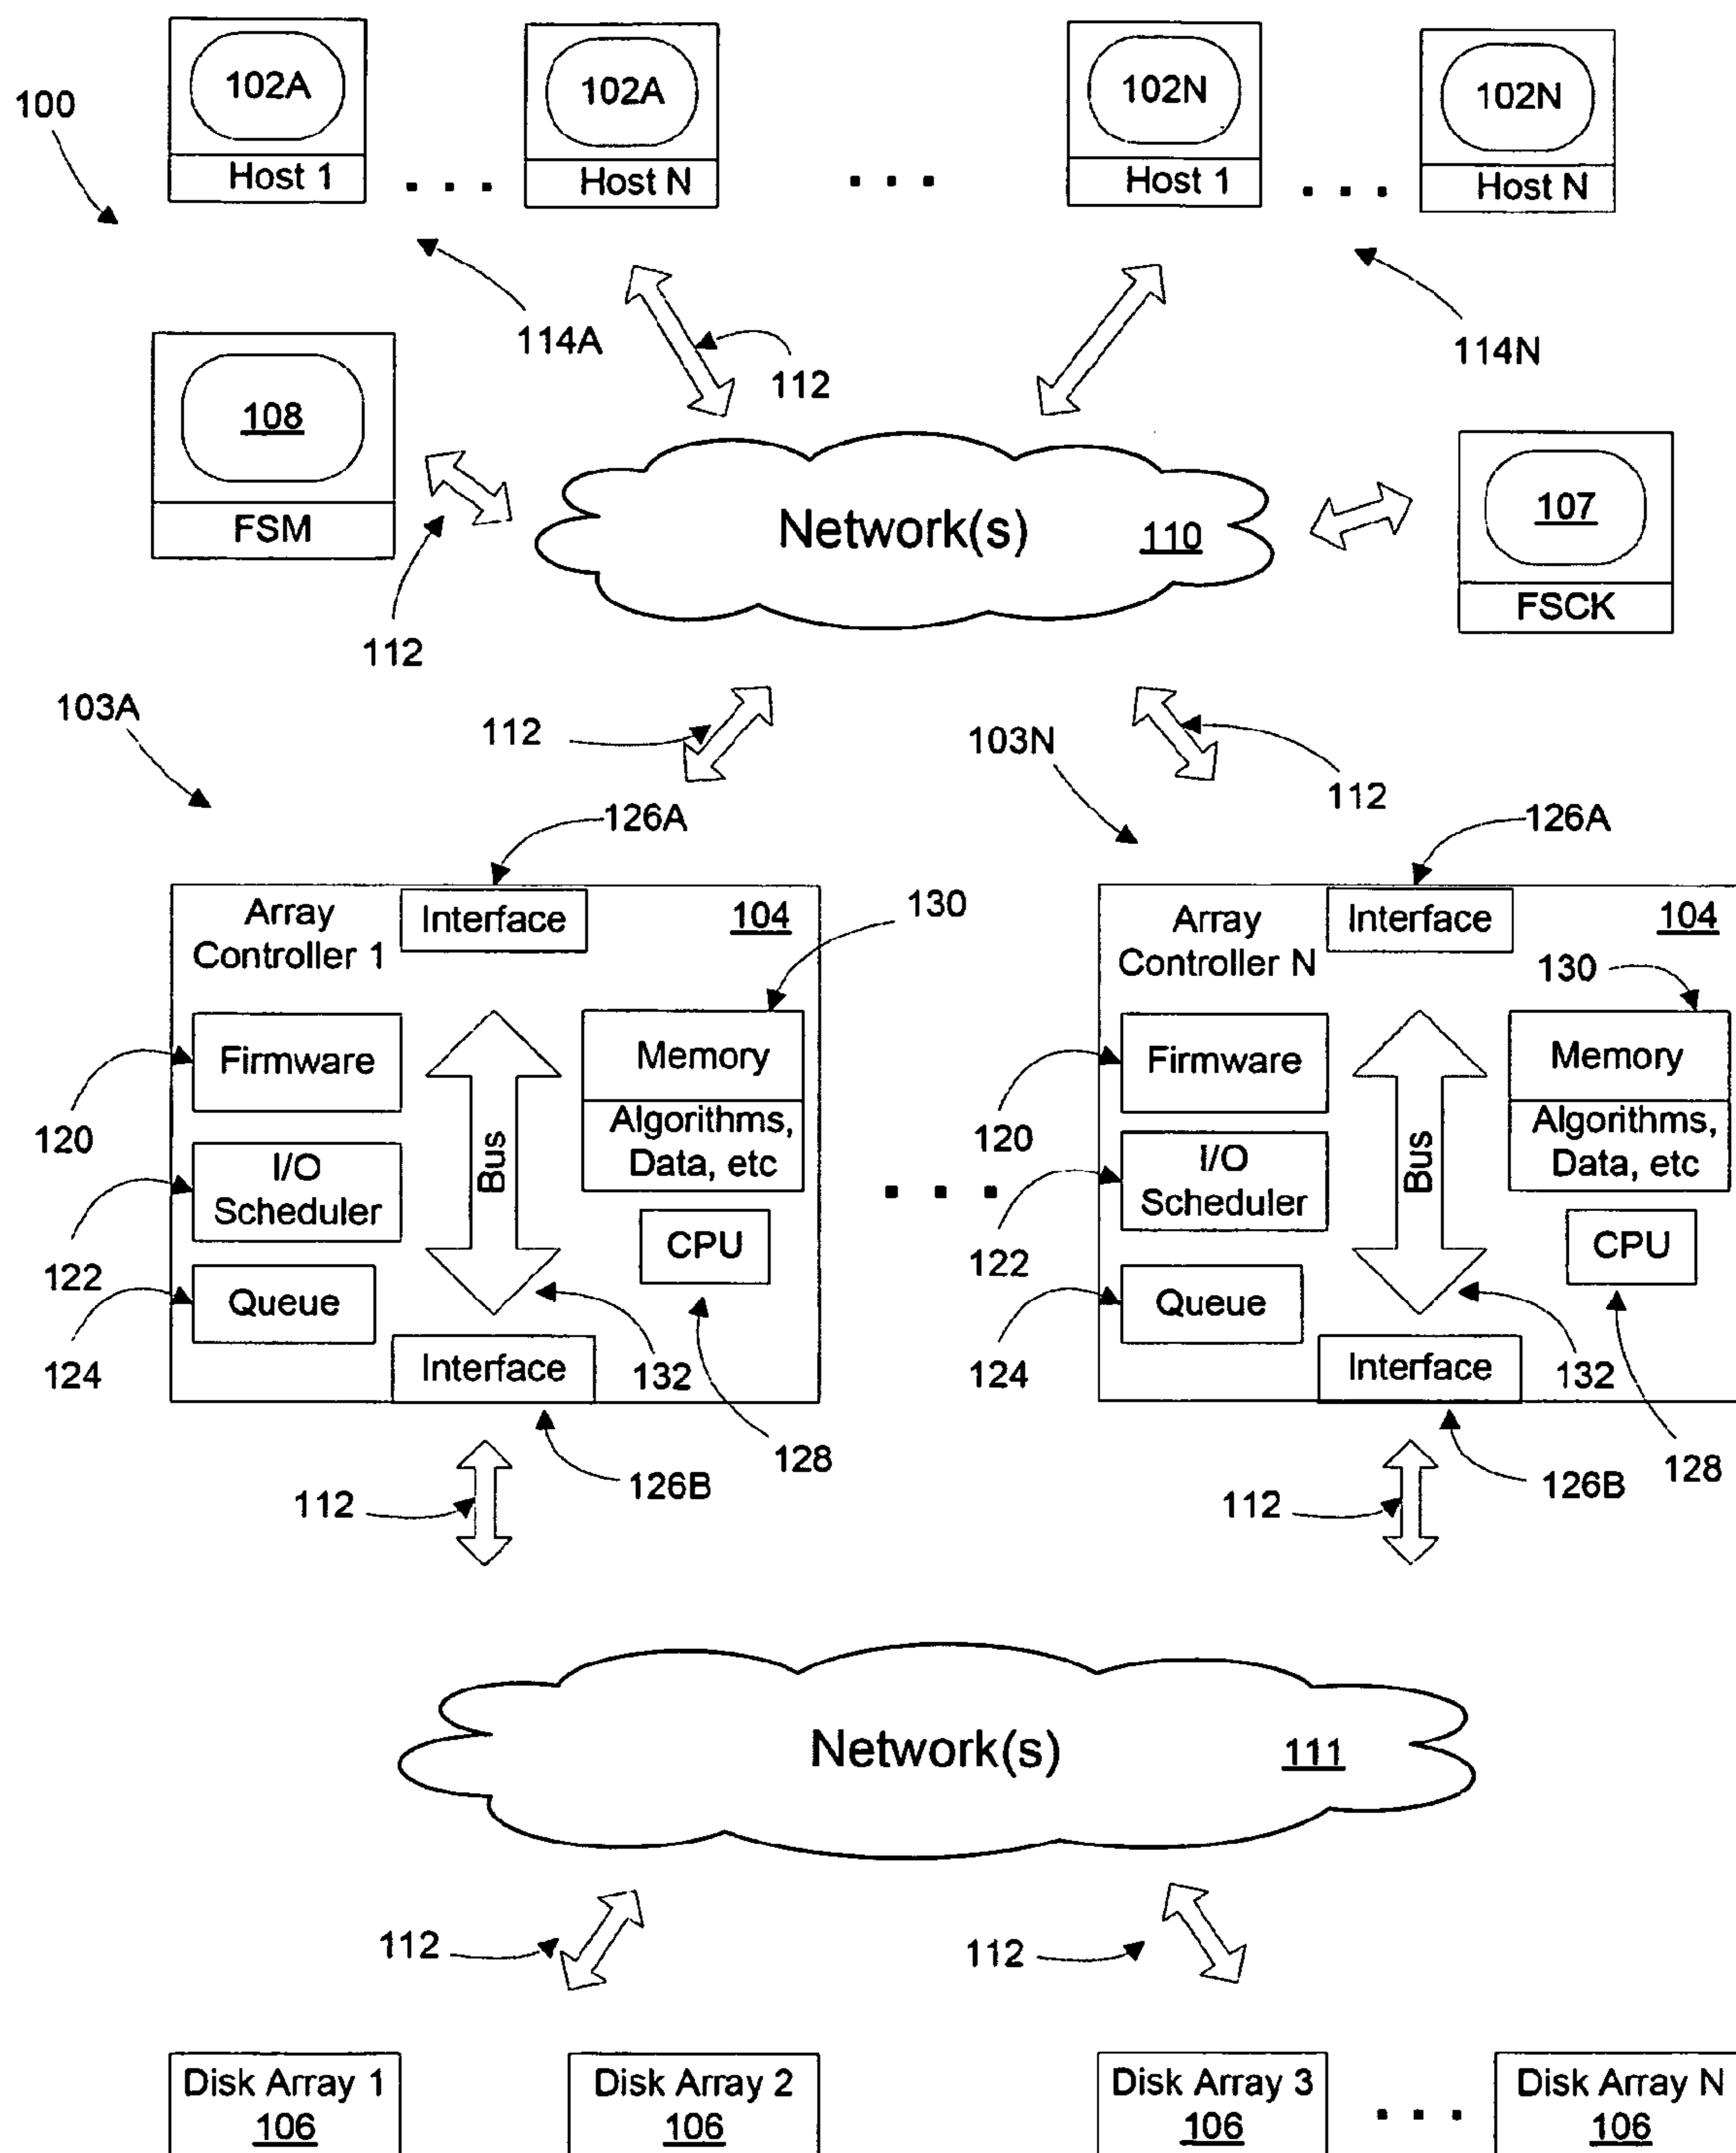 100
102A
Host 1
102A
Host N
. . .
. . .
102N
Host 1
102N
Host N
. . .
114A
112
114N
108
FSM
112
Network(s) 110
107
FSCK
103A
112
103N
112
126A
126A
Array
Controller 1
Interface
104
130
Firmware
120
Memory
Algorithms,
Data, etc
Bus
I/O
Scheduler
122
CPU
Queue
124
Interface
132
128
126B
112
. . .
Array
Controller N
Interface
104
130
Firmware
120
Memory
Algorithms,
Data, etc
Bus
I/O
Scheduler
122
CPU
Queue
124
Interface
132
128
126B
112
Network(s) 111
112
112
Disk Array 1
106
Disk Array 2
106
Disk Array 3
106
. . .
Disk Array N
106